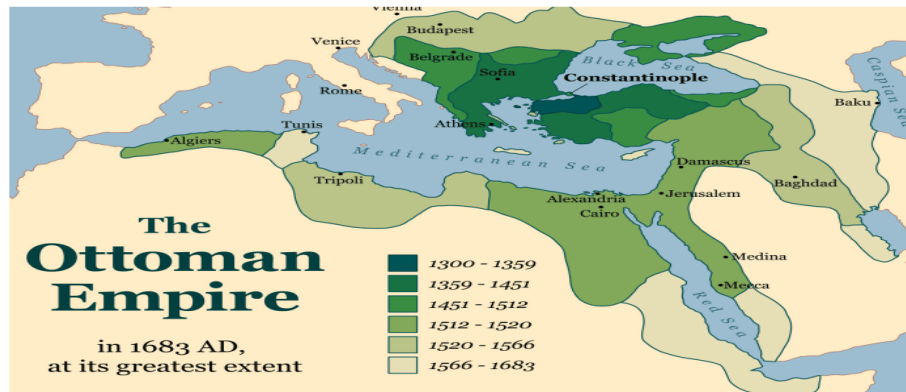 Vienna
Budapest
Venice
Belgrade
Black Sea
Caspian Sea
Sofia
Constantinople
Rome
Baku
Tunis
Athens
Algiers
Mediterranean Sea
Damascus
Tripoli
Baghdad
Alexandria
Jerusalem
Cairo
The
Ottoman
Empire
in 1683 AD,
at its greatest extent
1300 - 1359
1359 - 1451
1451 - 1512
1512 - 1520
1520 - 1566
1566 - 1683
Medina
Mecca
Red Sea